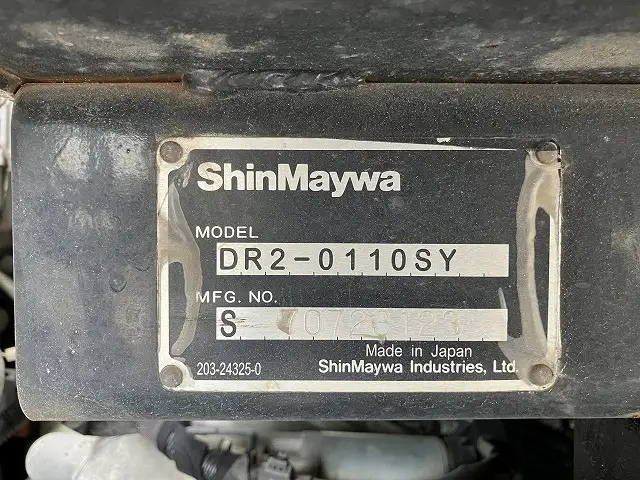 ShinMaywa
MODEL
DR2-0110SY
MFG. NO.
S
Made in Japan
203-24325-0
ShinMaywa Industries, Ltd.